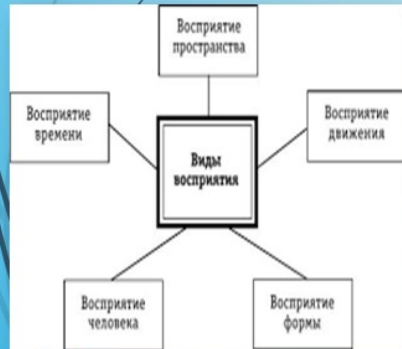 Восприятие
пространства
Восприятие
времени
Восприятие
движения
Виды
восприятия
Восприятие
человека
Восприятие
формы